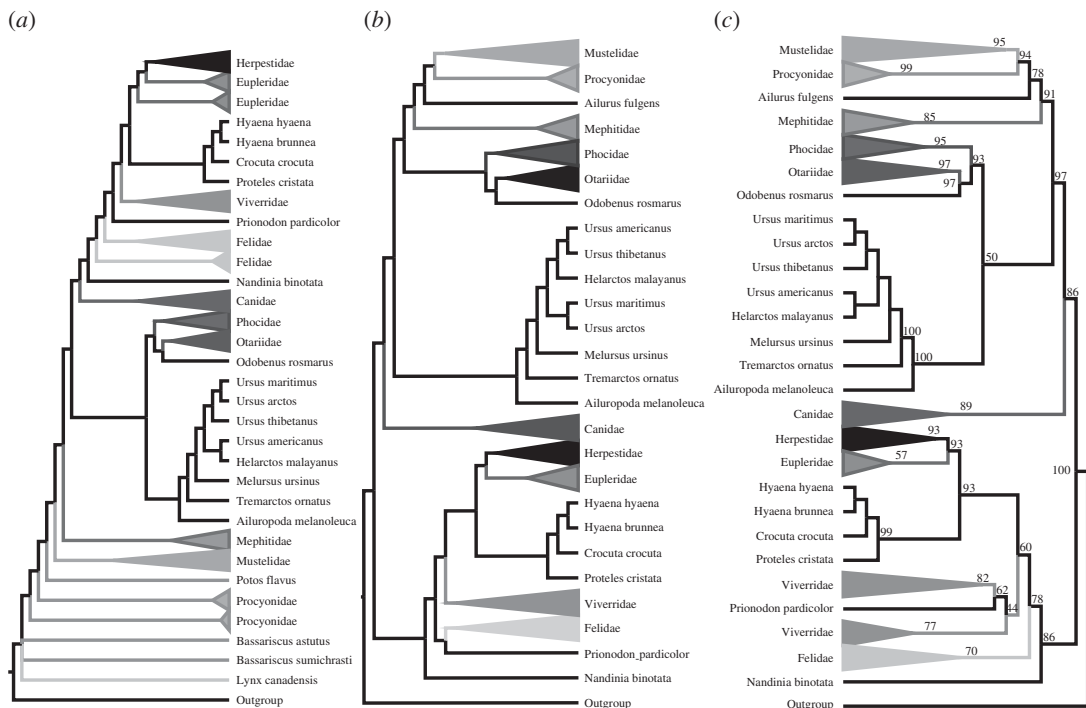 (a)
Herpestidae
Eupleridae
Eupleridae
Hyaena hyaena
Hyaena brunnea
Crocuta crocuta
Proteles cristata
Viverridae
Prionodon pardicolor
Felidae
Felidae
Nandinia binotata
Canidae
Phocidae
Otariidae
Odobenus rosmarus
Ursus maritimus
Ursus arctos
Ursus thibetanus
Ursus americanus
Helarctos malayanus
Melursus ursinus
Tremarctos ornatus
Ailuropoda melanoleuca
Mephitidae
Mustelidae
Potos flavus
Procyonidae
Procyonidae
Bassariscus astutus
Bassariscus sumichrasti
Lynx canadensis
Outgroup
(b)
Mustelidae
Procyonidae
Ailurus fulgens
Mephitidae
Phocidae
Otariidae
Odobenus rosmarus
Ursus americanus
Ursus thibetanus
Helarctos malayanus
Ursus maritimus
Ursus arctos
Melursus ursinus
Tremarctos ornatus
Ailuropoda melanoleuca
Canidae
Herpestidae
Eupleridae
Hyaena hyaena
Hyaena brunnea
Crocuta crocuta
Proteles cristata
Viverridae
Felidae
Prionodon_pardicolor
Nandinia binotata
Outgroup
(c)
Mustelidae 95
94
Procyonidae 99
78
Ailurus fulgens
91
Mephitidae 85
Phocidae 95
93
Otariidae 97
97
97
Odobenus rosmarus
Ursus maritimus
Ursus arctos
50
Ursus thibetanus
Ursus americanus
86
Helarctos malayanus
100
Melursus ursinus
100
Tremarctos ornatus
Ailuropoda melanoleuca
Canidae 89
Herpestidae 93
93
Eupleridae 57
100
Hyaena hyaena
93
Hyaena brunnea
Crocuta crocuta
99
Proteles cristata
60
Viverridae 82
62
Prionodon pardicolor
44
78
Viverridae 77
86
Felidae 70
Nandinia binotata
Outgroup